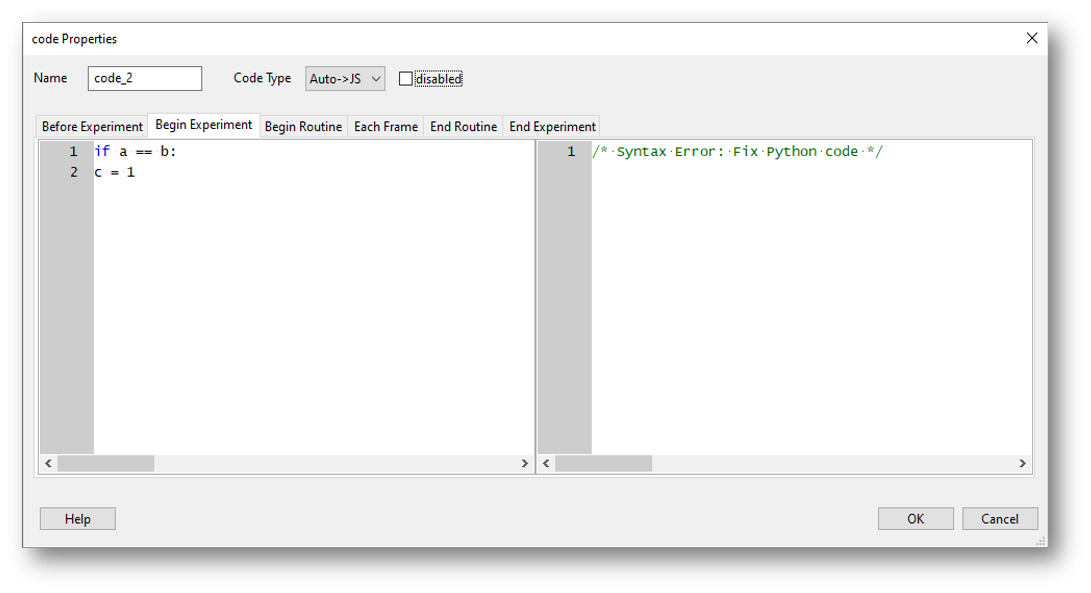 code Properties
Name code_2 Code Type Auto->JS disabled
Before Experiment Begin Experiment Begin Routine Each Frame End Routine End Experiment
1 if a == b:
2 c = 1
1 /* Syntax Error: Fix Python code */
Help OK Cancel